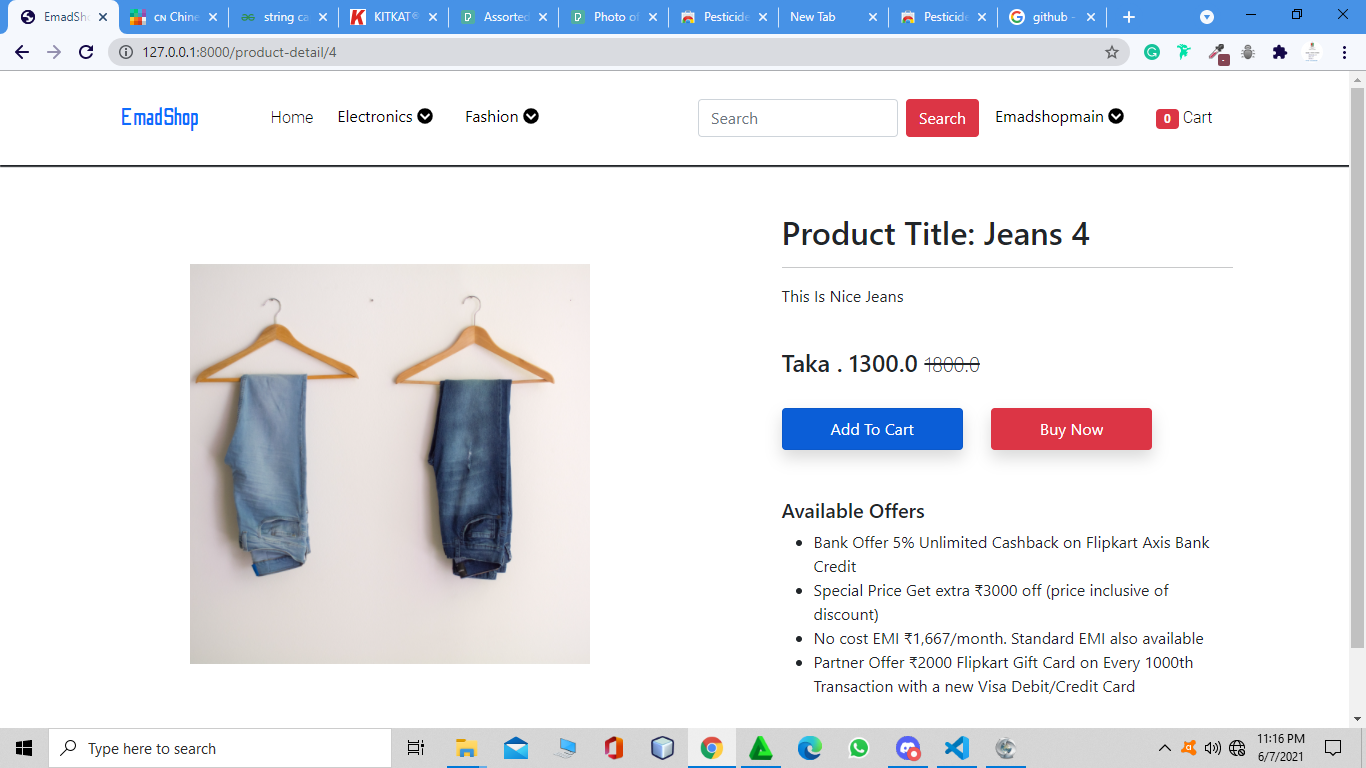 EmadSho
CN Chine
string ca
KITKAT®
Assorted
Photo of
Pesticide
New Tab
Pesticide
github -
127.0.0.1:8000/product-detail/4
EmadShop
Home
Electronics
Fashion
Search
Search
Emadshopmain
0 Cart
Product Title: Jeans 4
This Is Nice Jeans
Taka . 1300.0 1800.0
Add To Cart
Buy Now
Available Offers
Bank Offer 5% Unlimited Cashback on Flipkart Axis Bank
Credit
Special Price Get extra ₹3000 off (price inclusive of
discount)
No cost EMI ₹1,667/month. Standard EMI also available
Partner Offer ₹2000 Flipkart Gift Card on Every 1000th
Transaction with a new Visa Debit/Credit Card
Type here to search
11:16 PM
6/7/2021